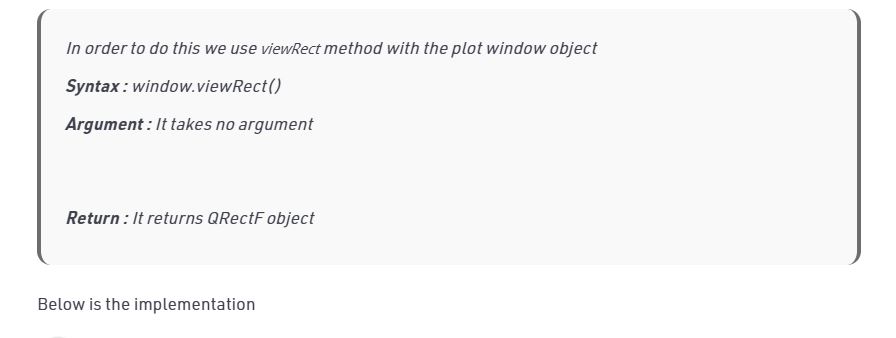 In order to do this we use viewRect method with the plot window object
Syntax : window.viewRect()
Argument : It takes no argument
Return : It returns QRectF object
Below is the implementation